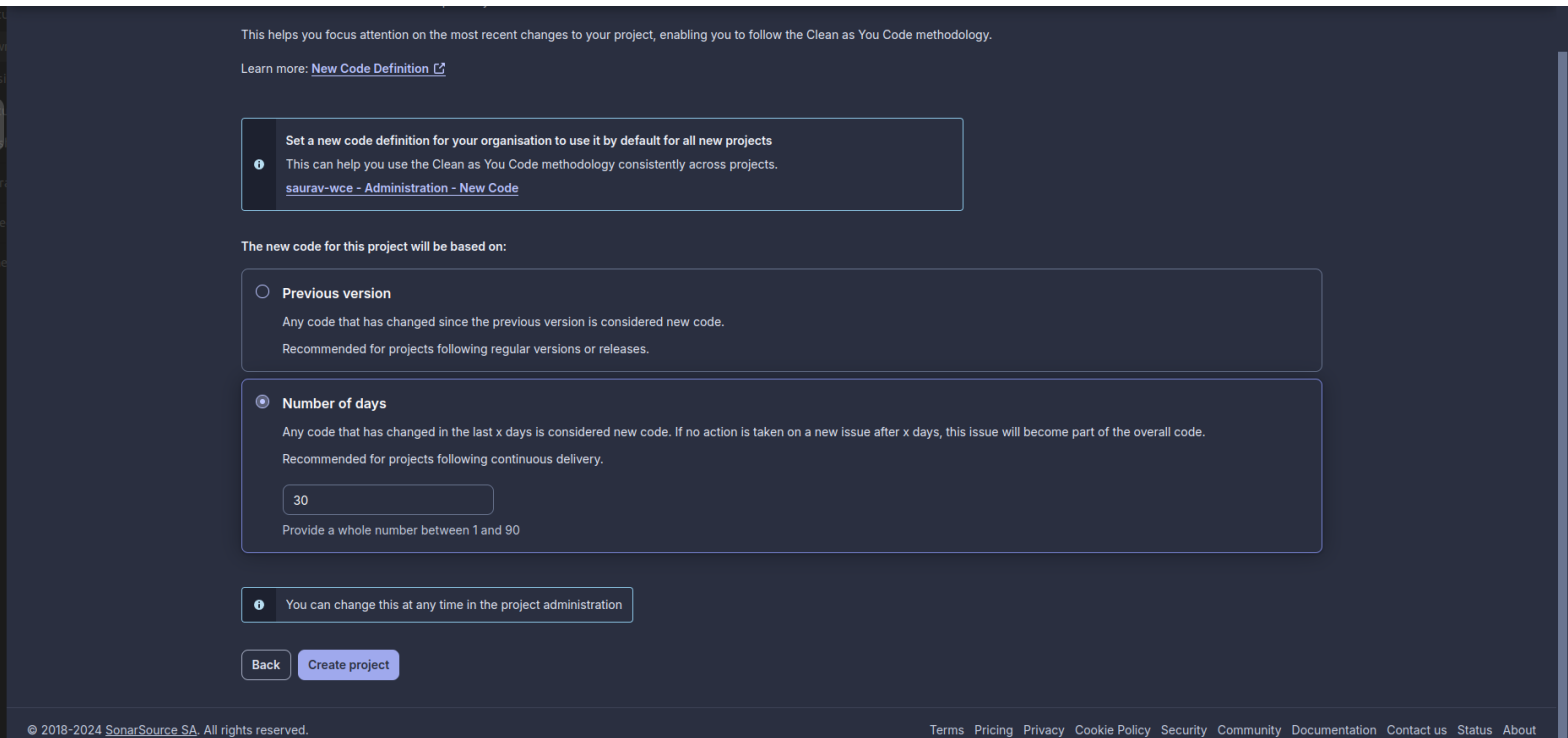 This helps you focus attention on the most recent changes to your project, enabling you to follow the Clean as You Code methodology.
Learn more: New Code Definition
Set a new code definition for your organisation to use it by default for all new projects
This can help you use the Clean as You Code methodology consistently across projects.
saurav-wce - Administration - New Code
The new code for this project will be based on:
Previous version
Any code that has changed since the previous version is considered new code.
Recommended for projects following regular versions or releases.
Number of days
Any code that has changed in the last x days is considered new code. If no action is taken on a new issue after x days, this issue will become part of the overall code.
Recommended for projects following continuous delivery.
30
Provide a whole number between 1 and 90
You can change this at any time in the project administration
Back Create project
© 2018-2024 SonarSource SA. All rights reserved. Terms Pricing Privacy Cookie Policy Security Community Documentation Contact us Status About